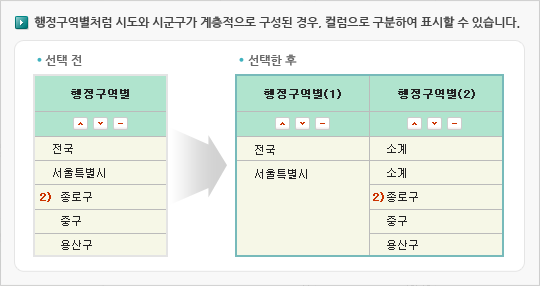 행정구역별처럼 시도와 시군구가 계층적으로 구성된 경우, 컬럼으로 구분하여 표시할 수 있습니다.
• 선택 전
행정구역별
전국
서울특별시
2) 종로구
중구
용산구
• 선택한 후
행정구역별(1) 행정구역별(2)
전국 소계
서울특별시 소계
2) 종로구
중구
용산구